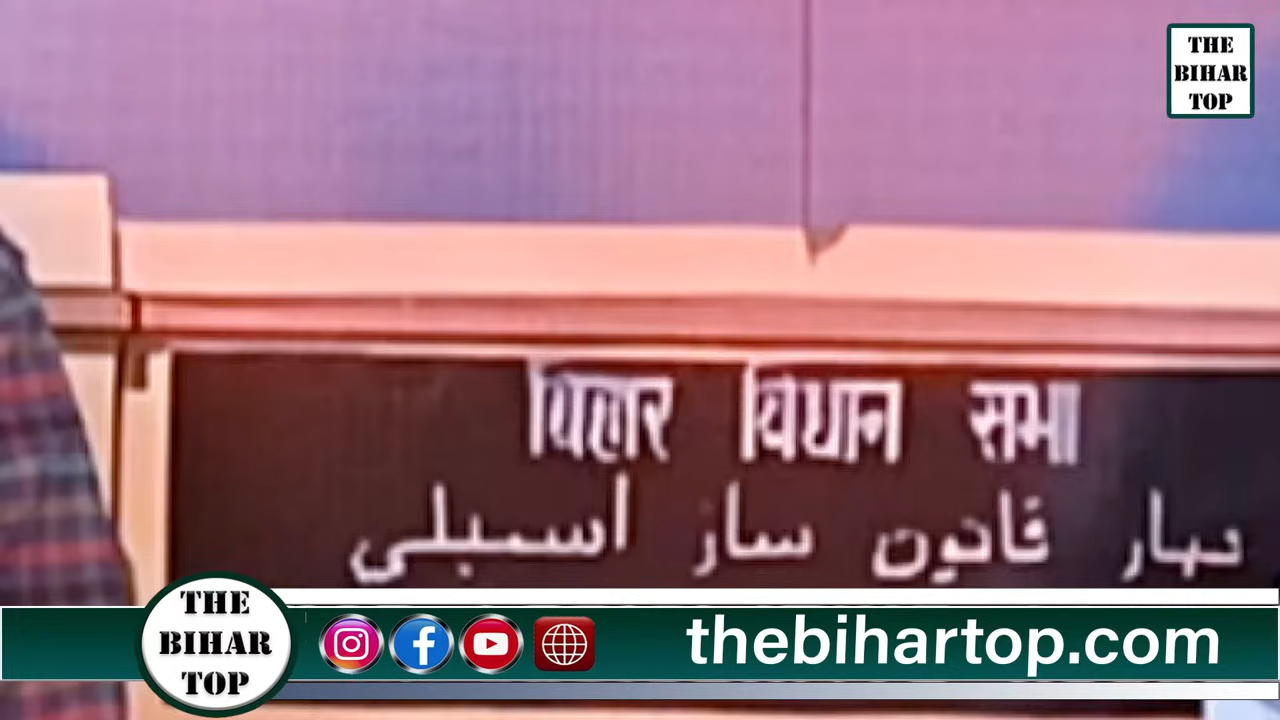 THE
BIHAR
TOP
बिहार विधान सभा
بہار قانون ساز اسمبلی
THE
BIHAR
TOP
thebihartop.com